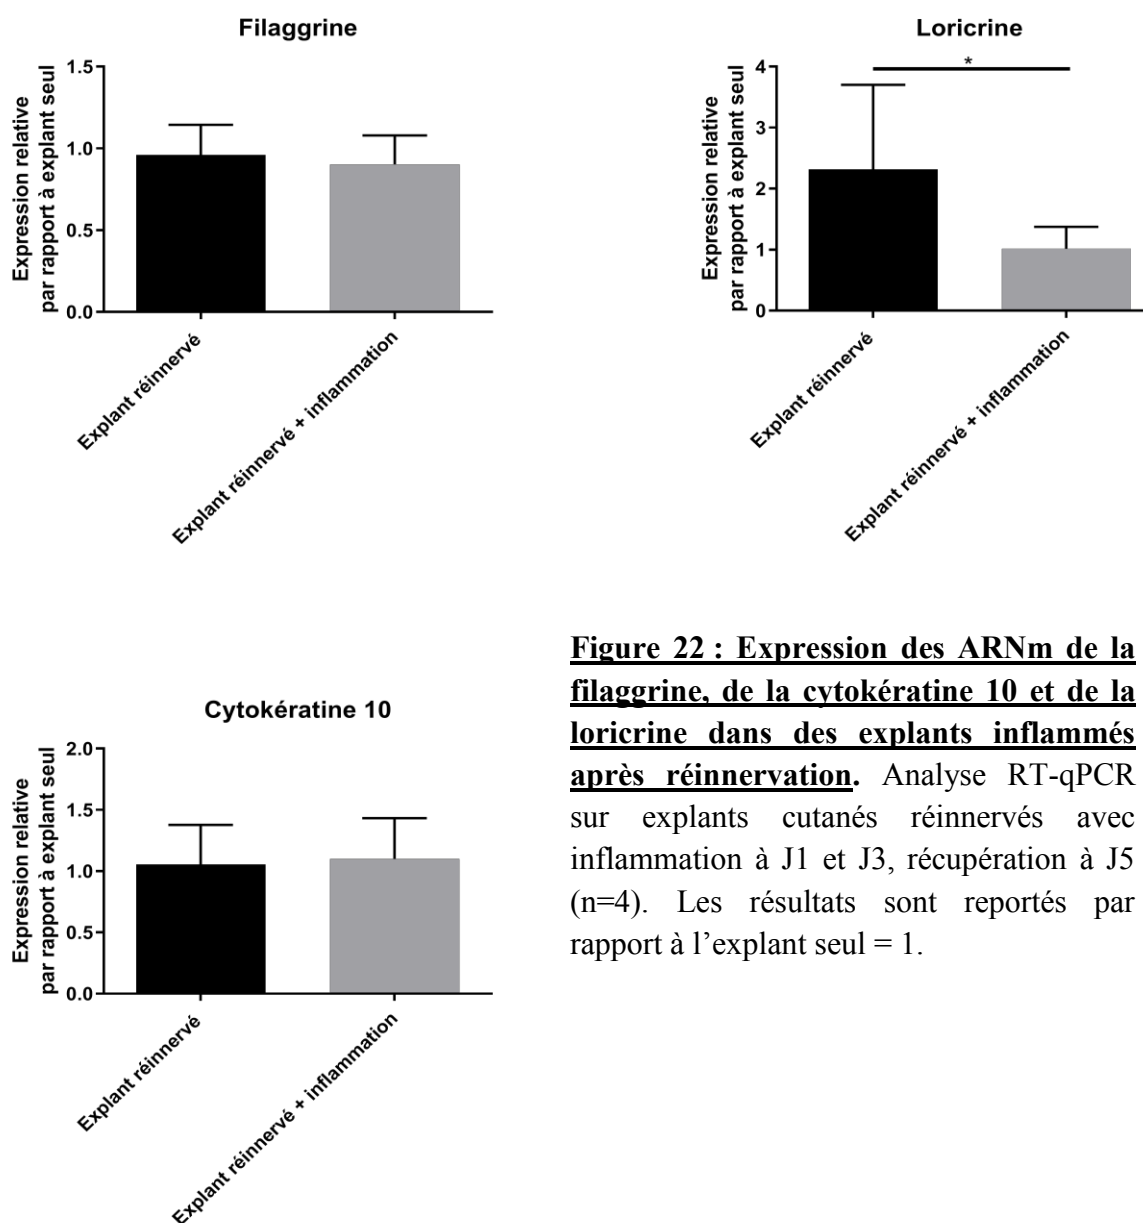 Filaggrine
Expression relative
par rapport à explant seul
1.5
1.0
0.5
0.0
Explant réinnervé
Explant réinnervé + inflammation
Loricrine
Expression relative
par rapport à explant seul
4
3
2
1
0
*
Explant réinnervé
Explant réinnervé + inflammation
Cytokératine 10
Expression relative
par rapport à explant seul
2.0
1.5
1.0
0.5
0.0
Explant réinnervé
Explant réinnervé + inflammation
Figure 22 : Expression des ARNm de la
filaggrine, de la cytokératine 10 et de la
loricrine dans des explants inflammés
après réinnervation. Analyse RT-qPCR
sur explants cutanés réinnervés avec
inflammation à J1 et J3, récupération à J5
(n=4). Les résultats sont reportés par
rapport à l’explant seul = 1.